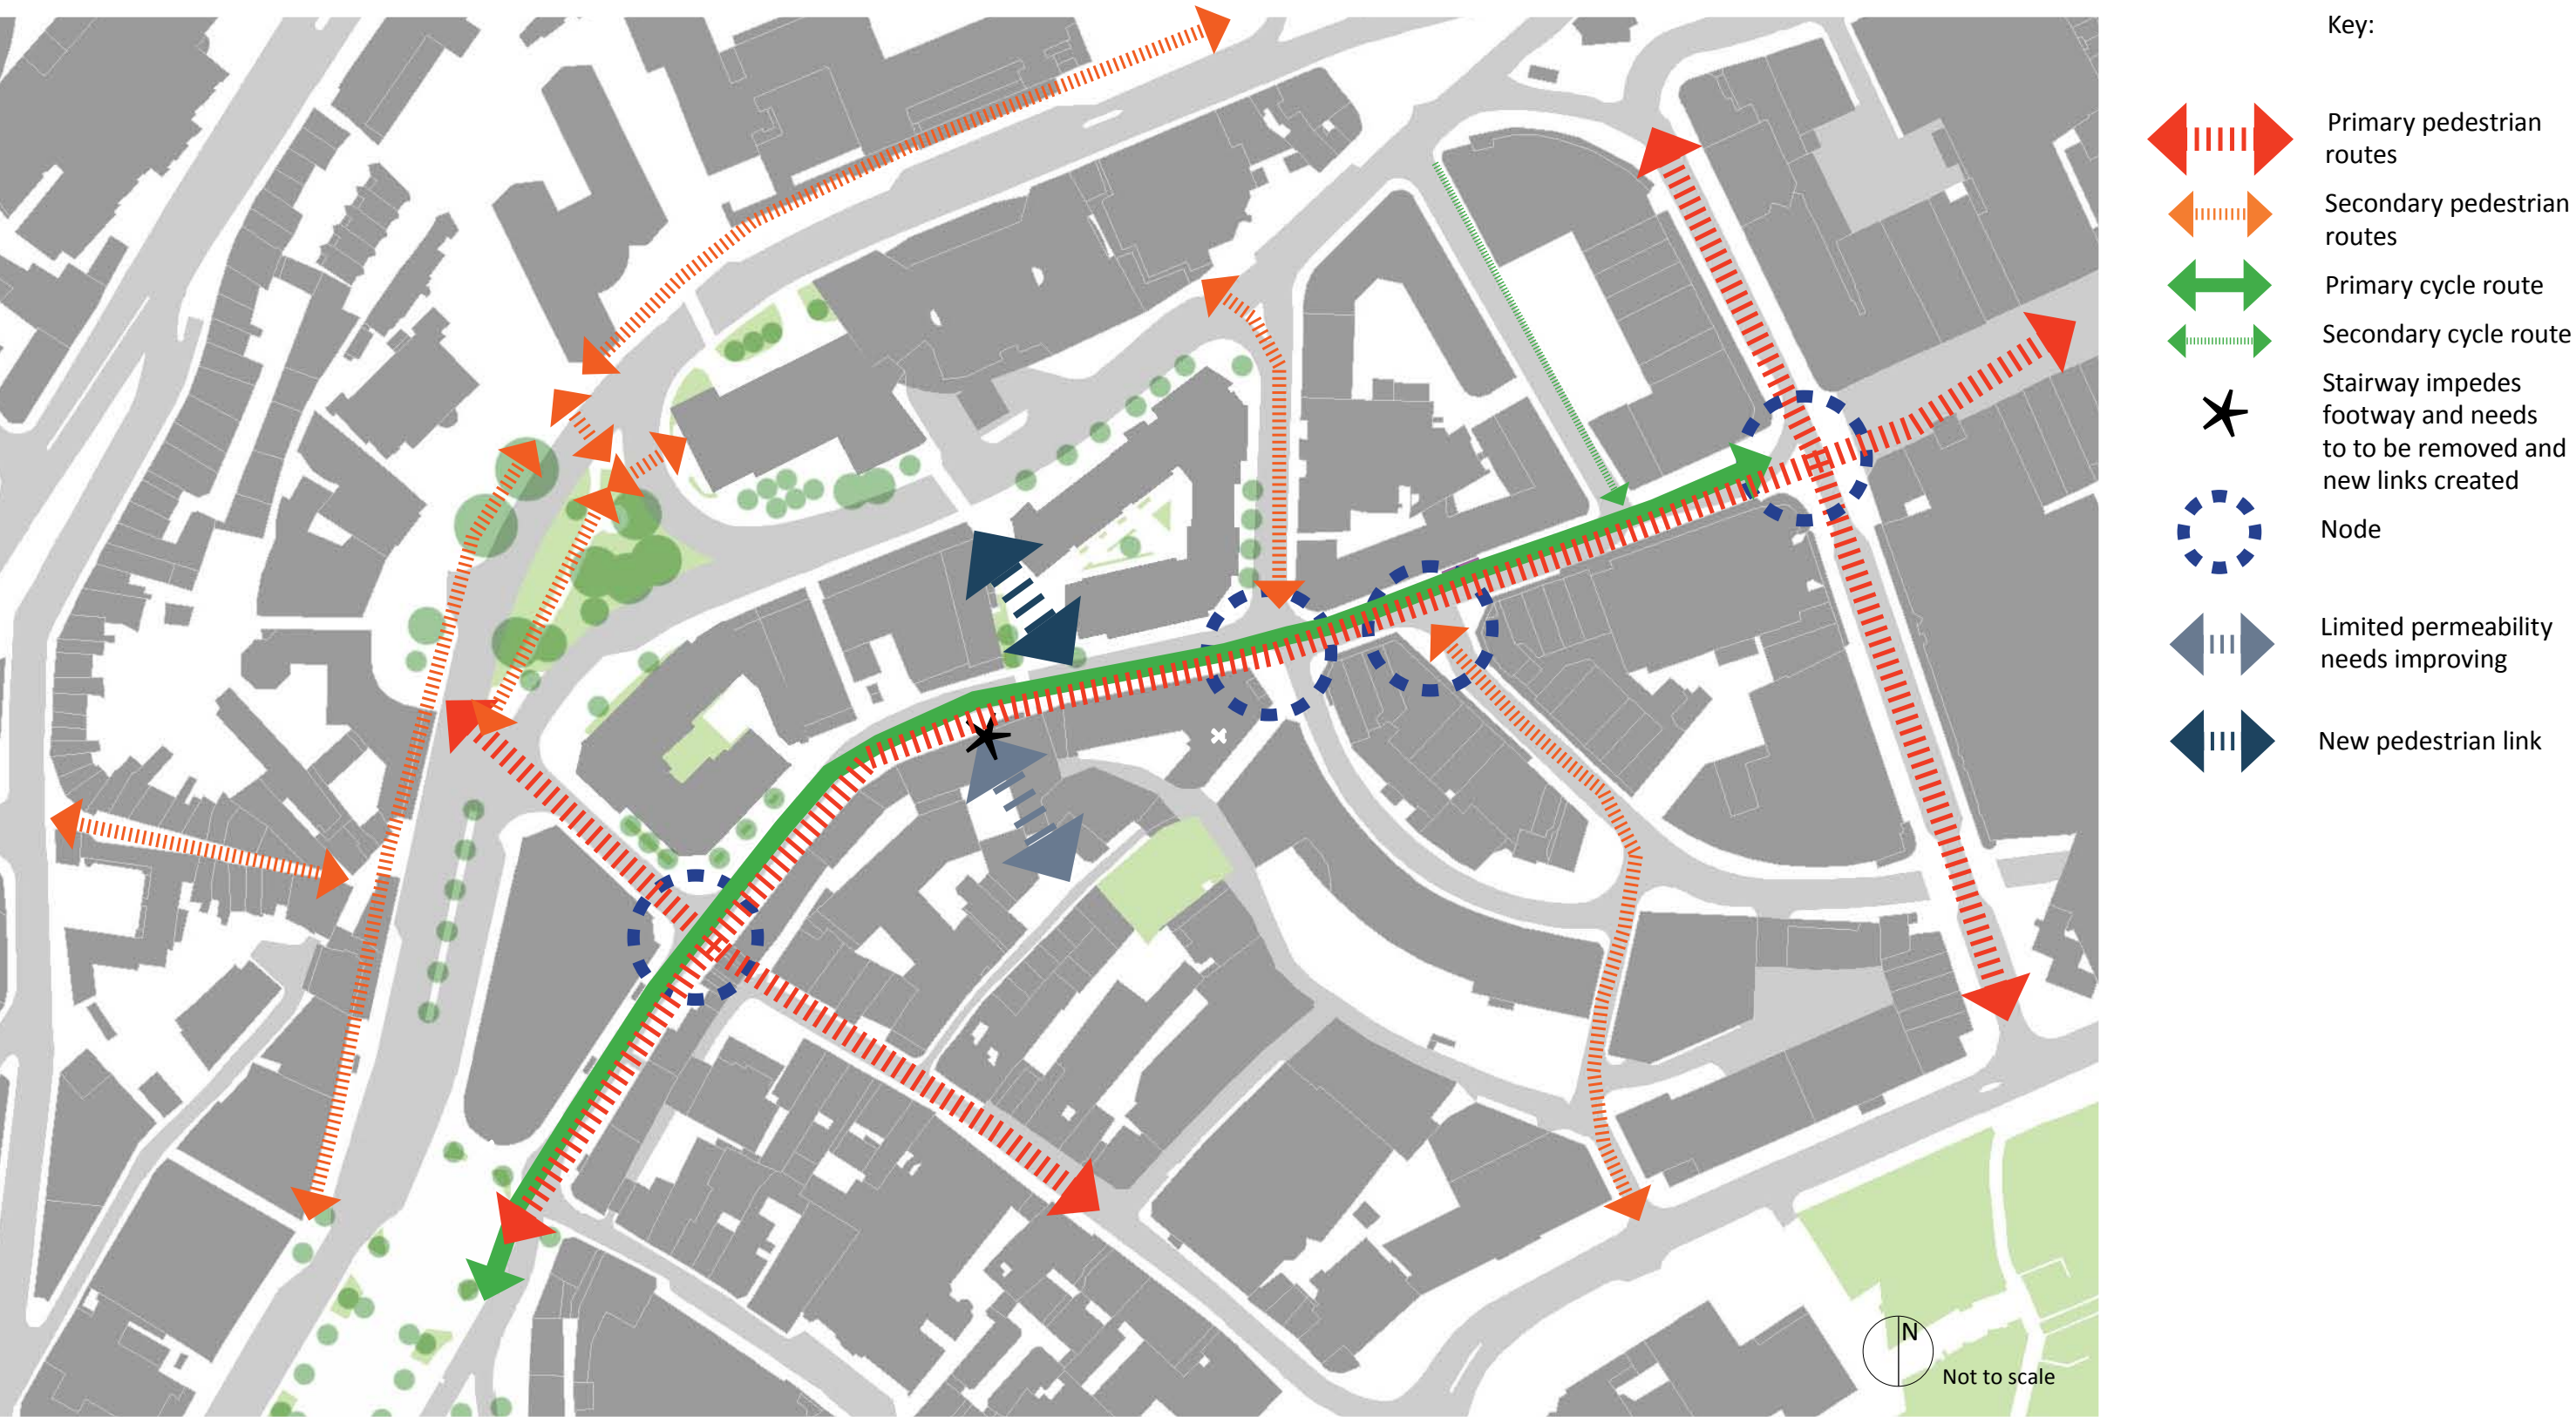 Key:
Primary pedestrian
routes
Secondary pedestrian
routes
Primary cycle route
Secondary cycle route
Stairway impedes
footway and needs
to to be removed and
new links created
Node
Limited permeability
needs improving
New pedestrian link
N
Not to scale